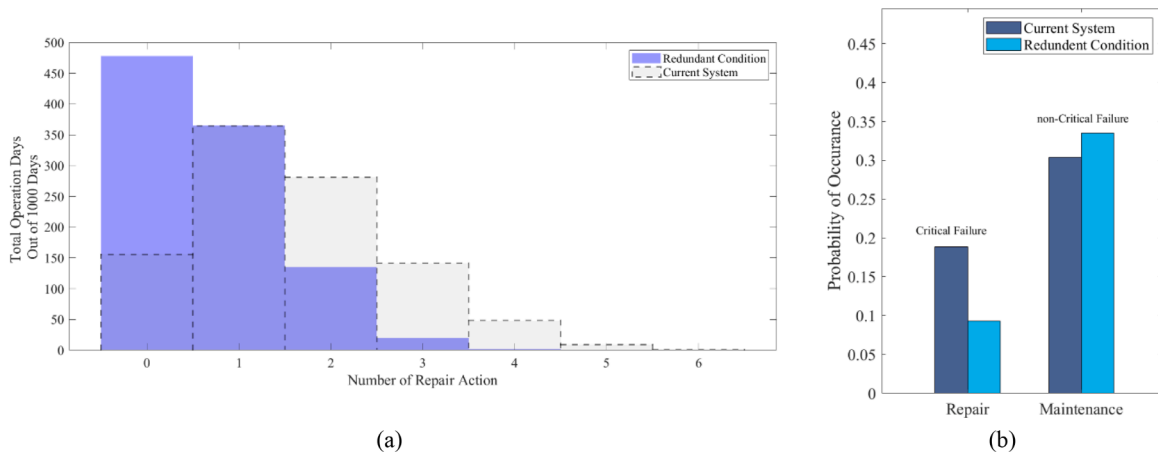 500
450
400
350
300
250
200
150
100
50
0
Total Operation Days
Out of 1000 Days
Redundant Condition
Current System
0 1 2 3 4 5 6
Number of Repair Action
(a)
0.45
0.4
0.35
0.3
0.25
0.2
0.15
0.1
0.05
0
Probability of Occurance
Current System
Redundent Condition
non-Critical Failure
Critical Failure
Repair Maintenance
(b)